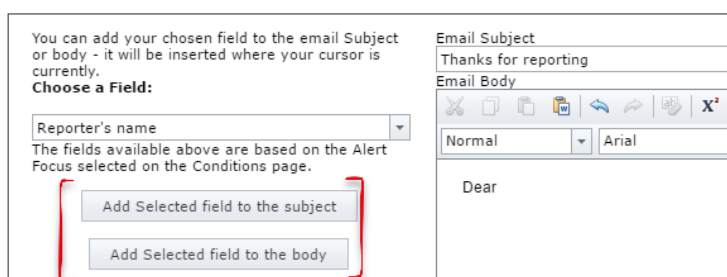 You can add your chosen field to the email Subject
or body - it will be inserted where your cursor is
currently.
Choose a Field:
Reporter's name
The fields available above are based on the Alert
Focus selected on the Conditions page.
Add Selected field to the subject
Add Selected field to the body
Email Subject
Thanks for reporting
Email Body
X²
Normal
Arial
Dear